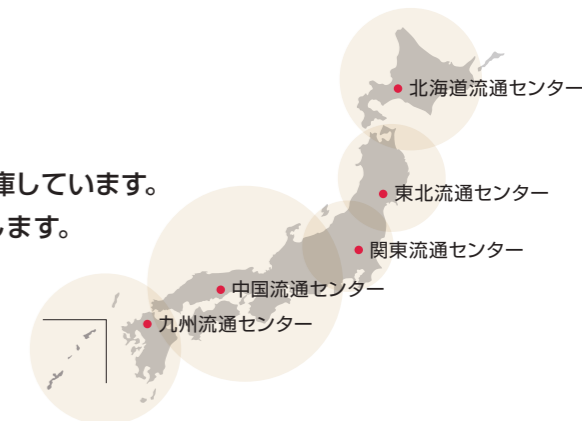 北海道流通センター
庫しています。
東北流通センター
します。
関東流通センター
中国流通センター
九州流通センター